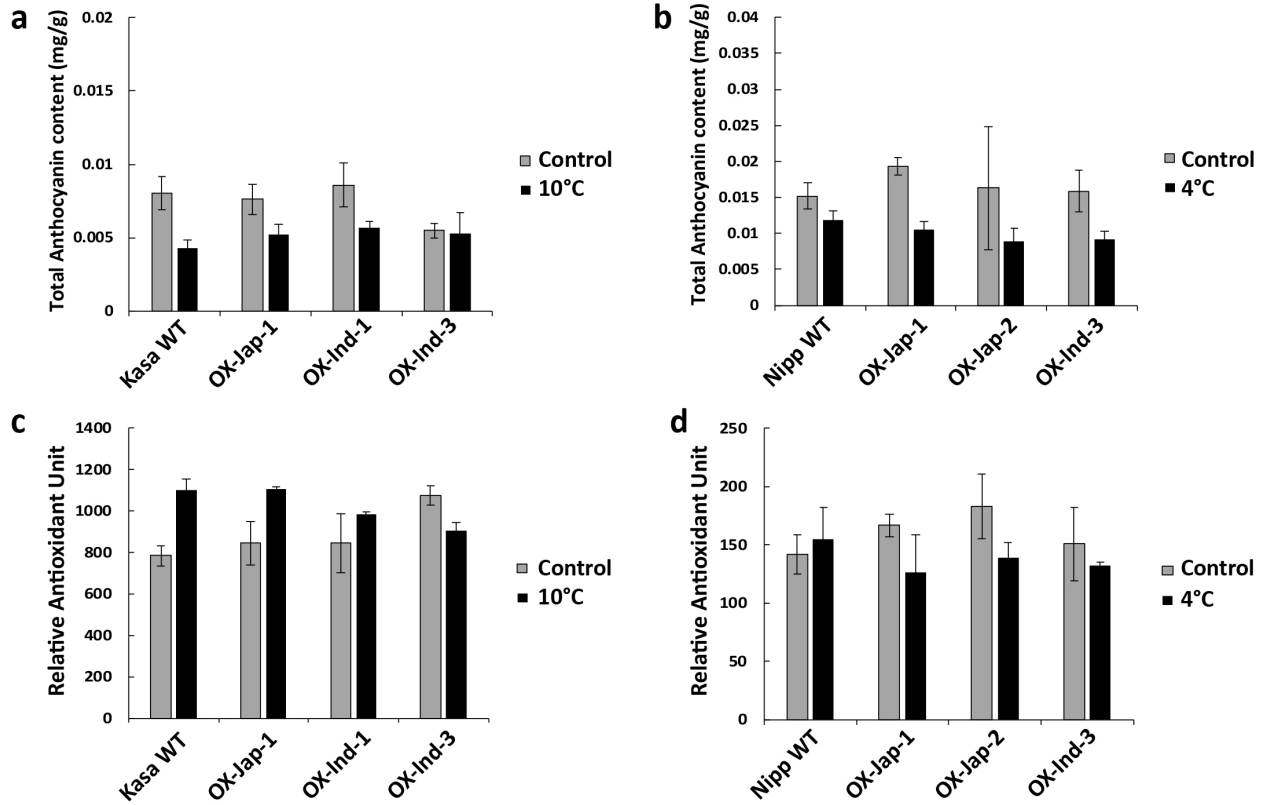 a
Total Anthocyanin content (mg/g)
0.02
0.015
0.01
0.005
0
Kasa WT
OX-Jap-1
OX-Ind-1
OX-Ind-3
Control
10°C
b
Total Anthocyanin content (mg/g)
0.04
0.035
0.03
0.025
0.02
0.015
0.01
0.005
0
Nipp WT
OX-Jap-1
OX-Jap-2
OX-Ind-3
Control
4°C
c
Relative Antioxidant Unit
1400
1200
1000
800
600
400
200
0
Kasa WT
OX-Jap-1
OX-Ind-1
OX-Ind-3
Control
10°C
d
Relative Antioxidant Unit
250
200
150
100
50
0
Nipp WT
OX-Jap-1
OX-Jap-2
OX-Ind-3
Control
4°C